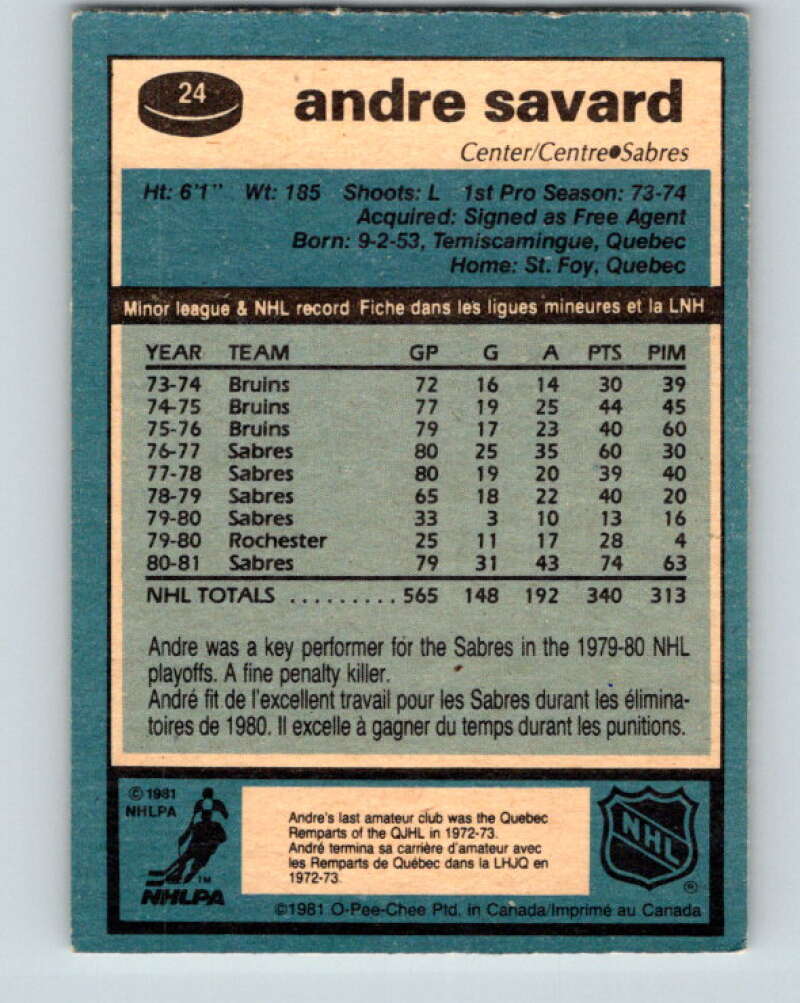 24
andre savard
Center/Centre●Sabres
Ht: 6'1" Wt: 185 Shoots: L 1st Pro Season: 73-74
Acquired: Signed as Free Agent
Born: 9-2-53, Temiscamingue, Quebec
Home: St. Foy, Quebec
Minor league & NHL record Fiche dans les ligues mineures et la LNH
YEAR TEAM GP G A PTS PIM
73-74 Bruins 72 16 14 30 39
74-75 Bruins 77 19 25 44 45
75-76 Bruins 79 17 23 40 60
76-77 Sabres 80 25 35 60 30
77-78 Sabres 80 19 20 39 40
78-79 Sabres 65 18 22 40 20
79-80 Sabres 33 3 10 13 16
79-80 Rochester 25 11 17 28 4
80-81 Sabres 79 31 43 74 63
NHL TOTALS ......... 565 148 192 340 313
Andre was a key performer for the Sabres in the 1979-80 NHL
playoffs. A fine penalty killer.
André fit de l'excellent travail pour les Sabres durant les élimina-
toires de 1980. Il excelle à gagner du temps durant les punitions.
© 1981
NHLPA
TM
NHLPA
Andre's last amateur club was the Quebec
Remparts of the QJHL in 1972-73.
André termina sa carrière d'amateur avec
les Remparts de Québec dans la LHJQ en
1972-73.
NHL
®
©1981 O-Pee-Chee Ptd. in Canada/Imprimé au Canada